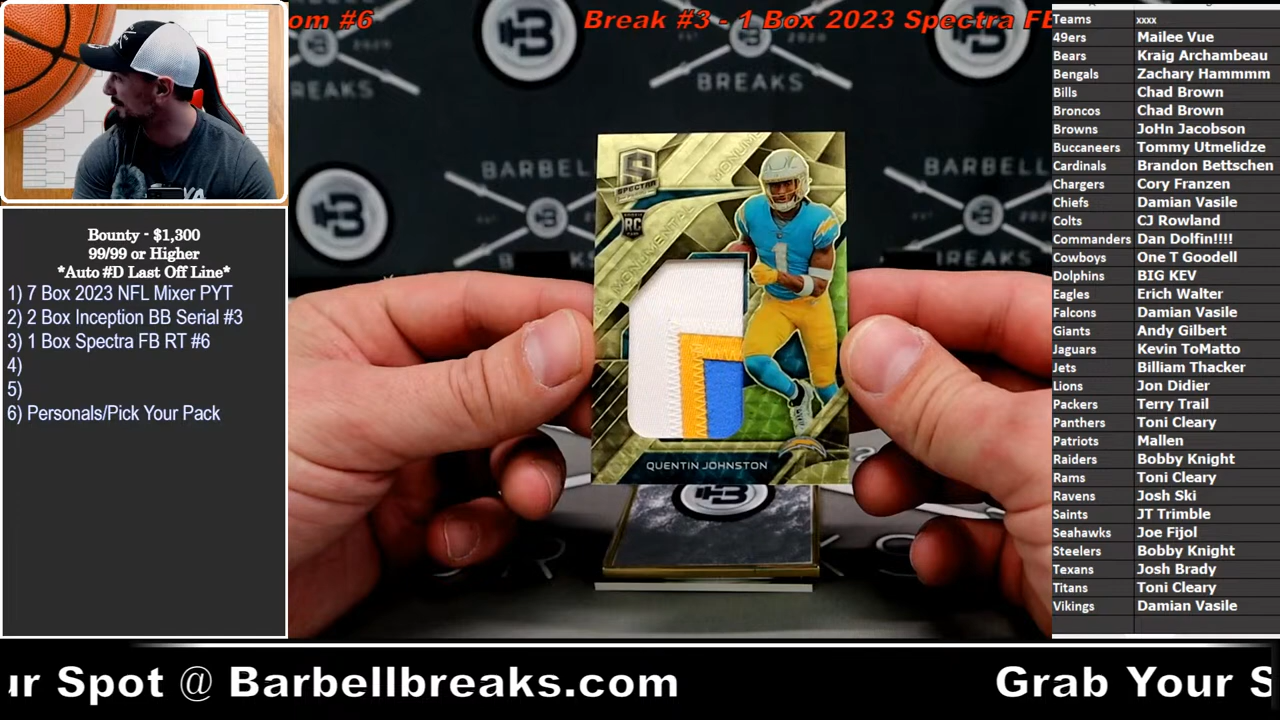 om #6
Break #3 - 1 Box 2023 Spectra FB
BREAKS
BREAKS
BARBELL
BARBELL
Bounty - $1,300
99/99 or Higher
*Auto #D Last Off Line*
1) 7 Box 2023 NFL Mixer PYT
2) 2 Box Inception BB Serial #3
3) 1 Box Spectra FB RT #6
4)
5)
6) Personals/Pick Your Pack
SPECTRA
RC
MONUMENTAL
QUENTIN JOHNSTON
1
Teams xxxx
49ers Mailee Vue
Bears Kraig Archambeau
Bengals Zachary Hammmm
Bills Chad Brown
Broncos Chad Brown
Browns JoHn Jacobson
Buccaneers Tommy Utmelidze
Cardinals Brandon Bettschen
Chargers Cory Franzen
Chiefs Damian Vasile
Colts CJ Rowland
Commanders Dan Dolfin!!!!
Cowboys One T Goodell
Dolphins BIG KEV
Eagles Erich Walter
Falcons Damian Vasile
Giants Andy Gilbert
Jaguars Kevin ToMatto
Jets Billiam Thacker
Lions Jon Didier
Packers Terry Trail
Panthers Toni Cleary
Patriots Mallen
Raiders Bobby Knight
Rams Toni Cleary
Ravens Josh Ski
Saints JT Trimble
Seahawks Joe Fijol
Steelers Bobby Knight
Texans Josh Brady
Titans Toni Cleary
Vikings Damian Vasile
ur Spot @ Barbellbreaks.com
Grab Your S